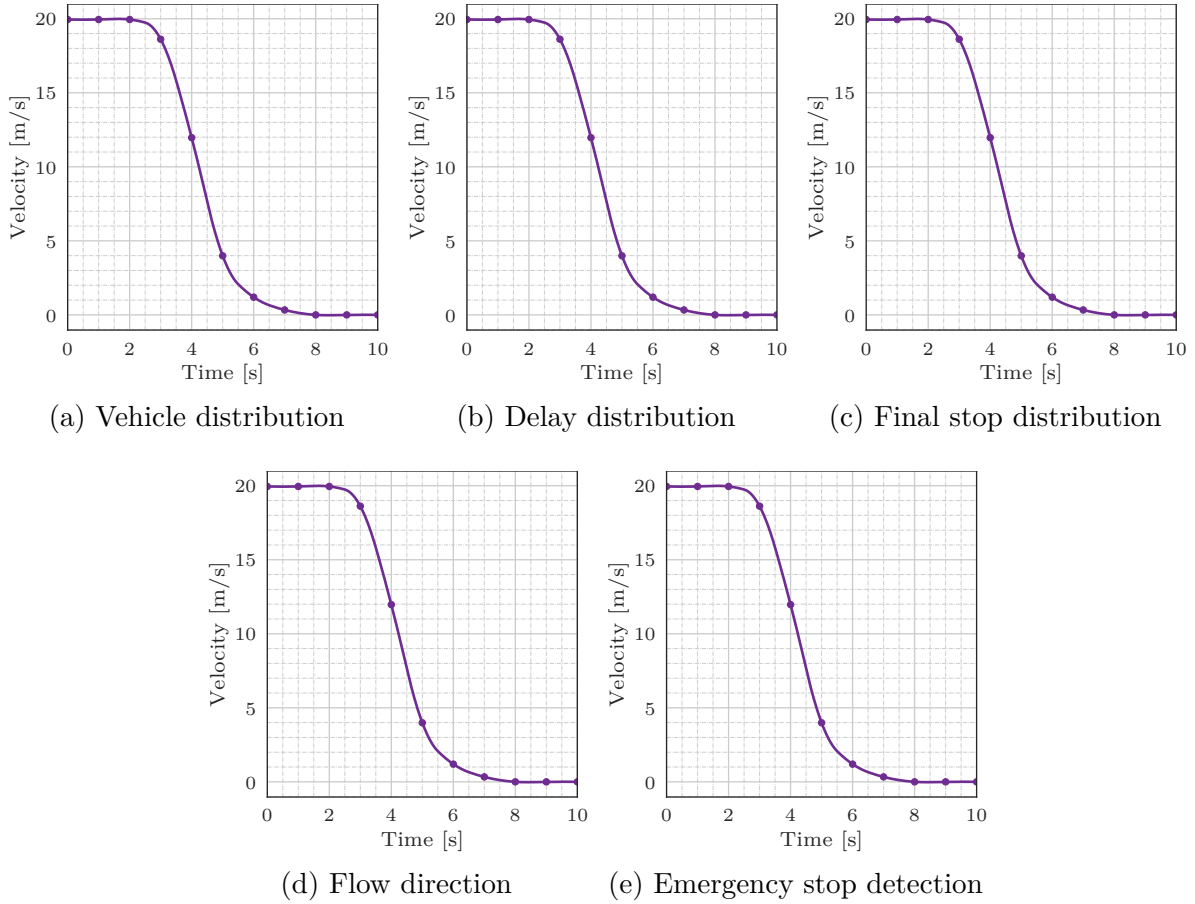 20
15
10
5
0
Velocity [m/s]
0 2 4 6 8 10
Time [s]
(a) Vehicle distribution
20
15
10
5
0
Velocity [m/s]
0 2 4 6 8 10
Time [s]
(b) Delay distribution
20
15
10
5
0
Velocity [m/s]
0 2 4 6 8 10
Time [s]
(c) Final stop distribution
20
15
10
5
0
Velocity [m/s]
0 2 4 6 8 10
Time [s]
(d) Flow direction
20
15
10
5
0
Velocity [m/s]
0 2 4 6 8 10
Time [s]
(e) Emergency stop detection